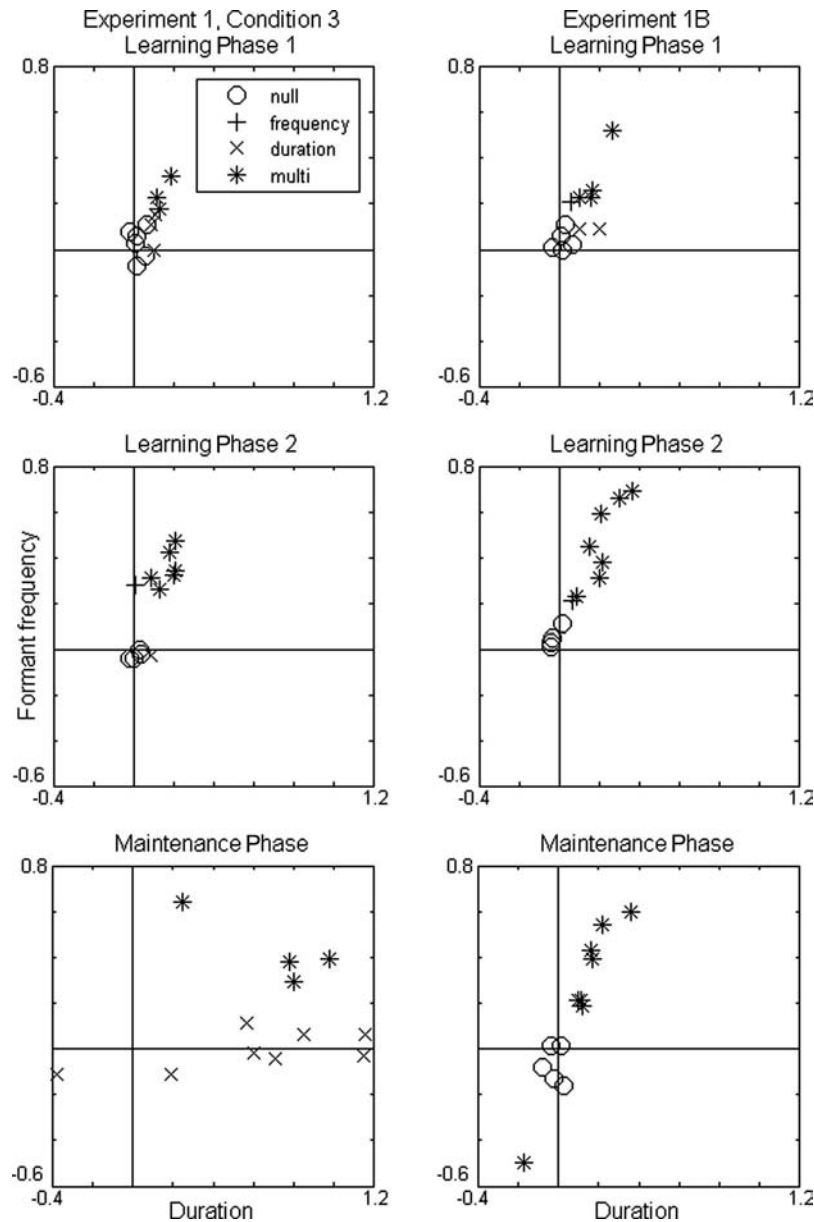 Experiment 1, Condition 3
Learning Phase 1
0.8
null
frequency
duration
multi
-0.6
-0.4
1.2
Experiment 1B
Learning Phase 1
0.8
-0.6
-0.4
1.2
Learning Phase 2
0.8
Formant frequency
-0.6
-0.4
1.2
Learning Phase 2
0.8
-0.6
-0.4
1.2
Maintenance Phase
0.8
-0.6
-0.4
1.2
Duration
Maintenance Phase
0.8
-0.6
-0.4
1.2
Duration